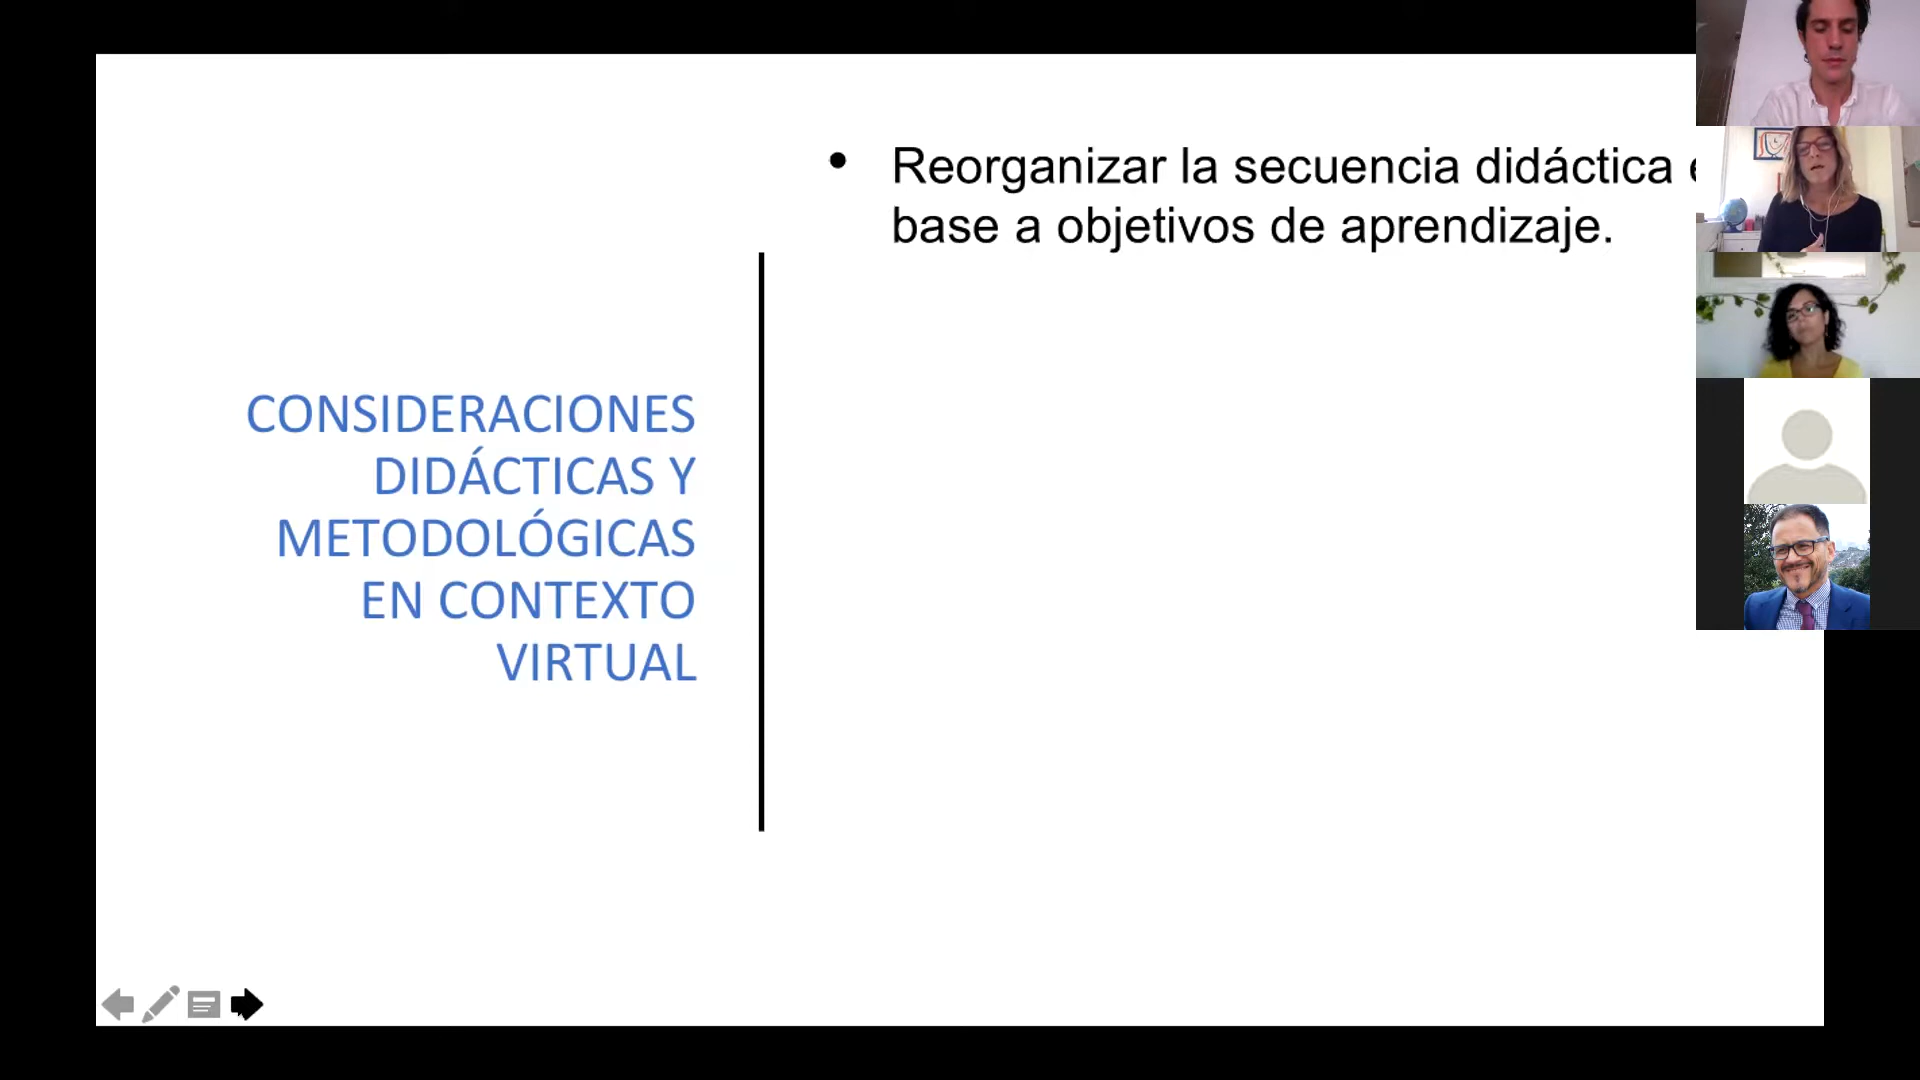 CONSIDERACIONES
DIDÁCTICAS Y
METODOLÓGICAS
EN CONTEXTO
VIRTUAL
• Reorganizar la secuencia didáctica
base a objetivos de aprendizaje.